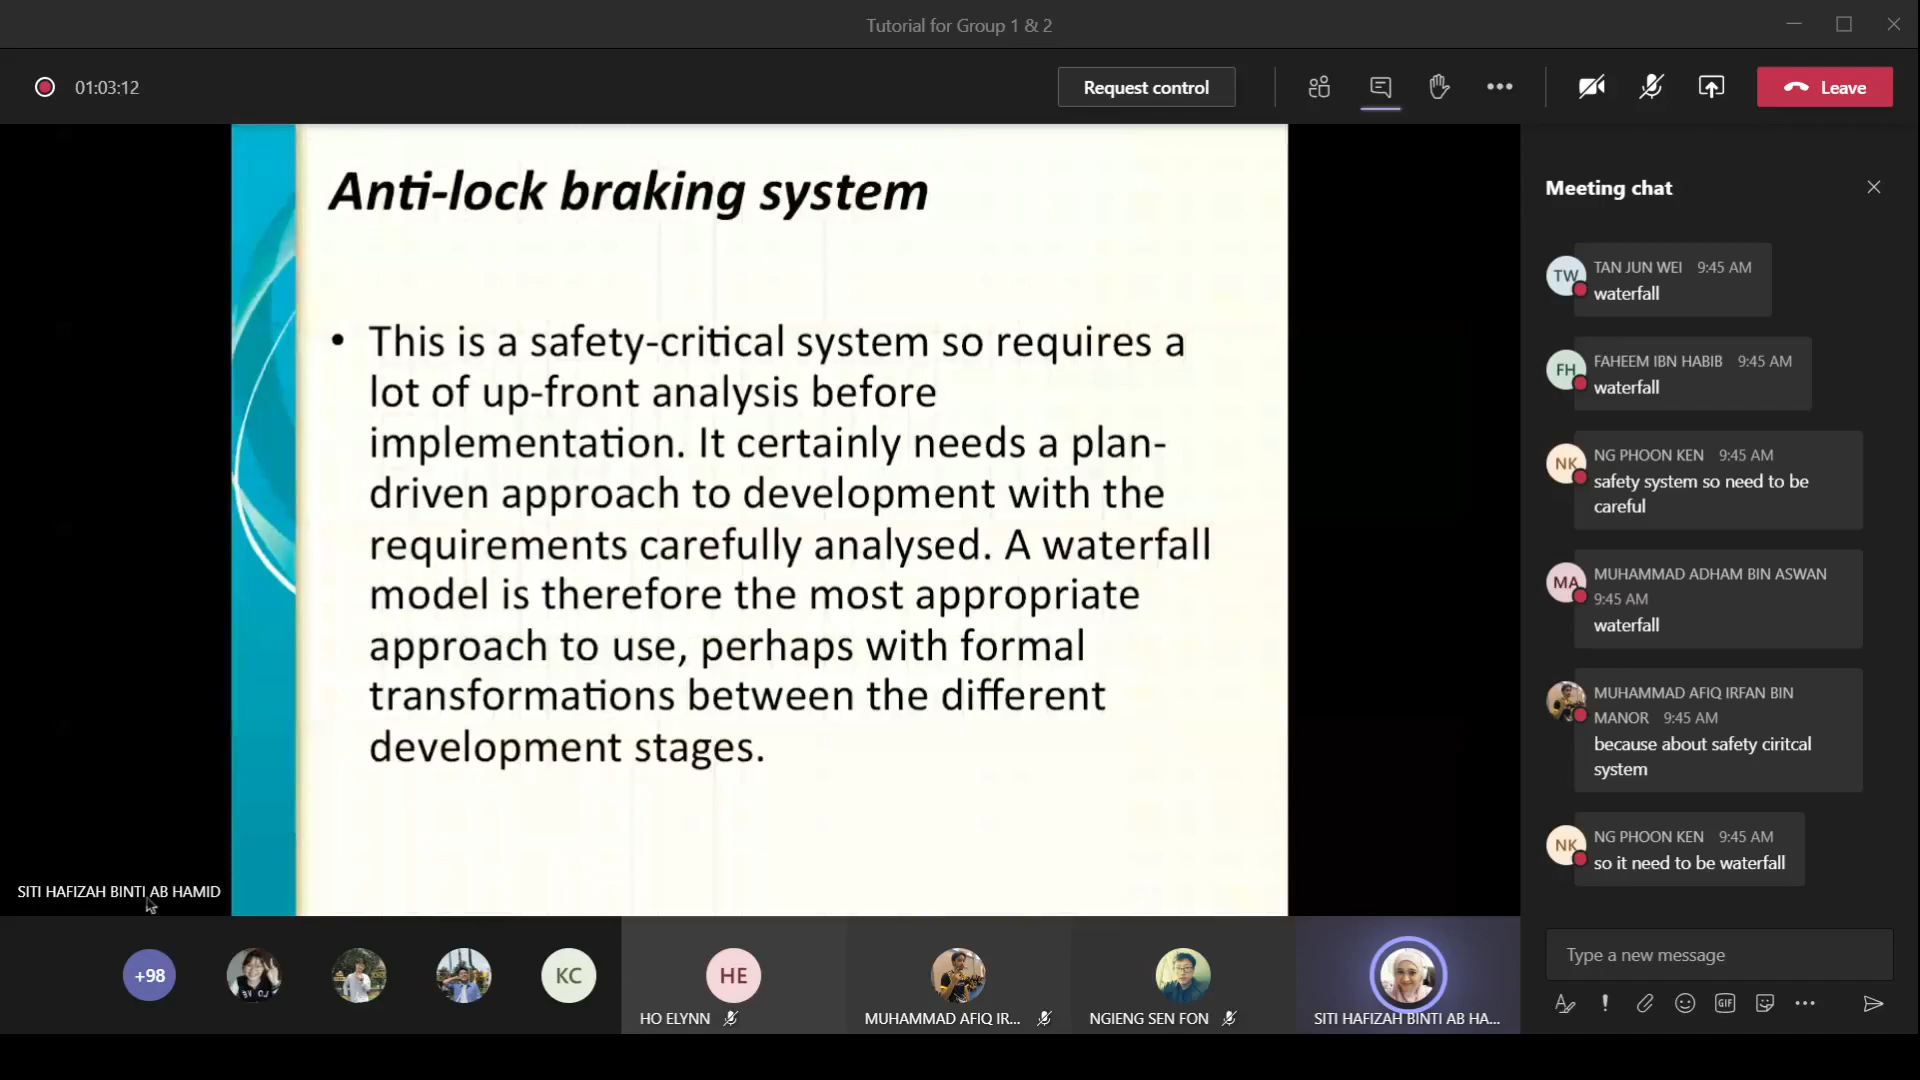 Tutorial for Group 1 & 2
01:03:12
Request control
Leave
Anti-lock braking system
• This is a safety-critical system so requires a
lot of up-front analysis before
implementation. It certainly needs a plan-
driven approach to development with the
requirements carefully analysed. A waterfall
model is therefore the most appropriate
approach to use, perhaps with formal
transformations between the different
development stages.
SITI HAFIZAH BINTI AB HAMID
Meeting chat
TW
TAN JUN WEI 9:45 AM
waterfall
FH
FAHEEM IBN HABIB 9:45 AM
waterfall
NK
NG PHOON KEN 9:45 AM
safety system so need to be
careful
MA
MUHAMMAD ADHAM BIN ASWAN
9:45 AM
waterfall
MUHAMMAD AFIQ IRFAN BIN
MANOR 9:45 AM
because about safety ciritcal
system
NK
NG PHOON KEN 9:45 AM
so it need to be waterfall
Type a new message
GIF
+98
KC
HE
HO ELYNN
MUHAMMAD AFIQ IR...
NGIENG SEN FON
SITI HAFIZAH BINTI AB HA...